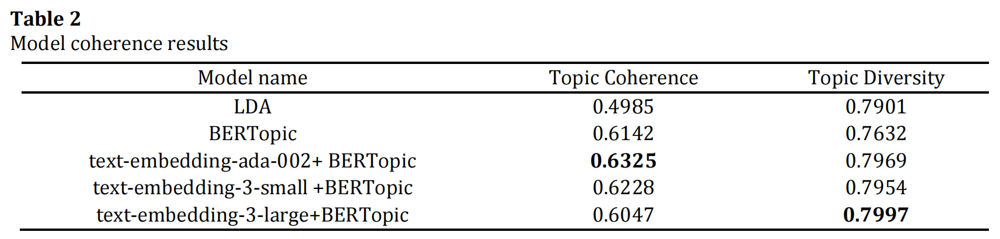 Table 2
Model coherence results
Model name Topic Coherence Topic Diversity
LDA 0.4985 0.7901
BERTopic 0.6142 0.7632
text-embedding-ada-002+ BERTopic 0.6325 0.7969
text-embedding-3-small +BERTopic 0.6228 0.7954
text-embedding-3-large+BERTopic 0.6047 0.7997